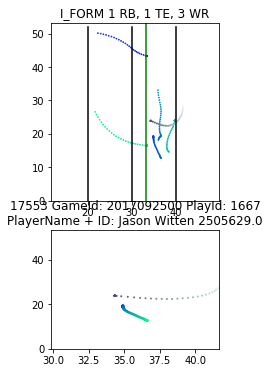 I_FORM 1 RB, 1 TE, 3 WR
50
40
30
20
10
0
20 30 40
17553 GameId: 2017092500 PlayId: 1667
PlayerName + ID: Jason Witten 2505629.0
40
20
0
30.0 32.5 35.0 37.5 40.0